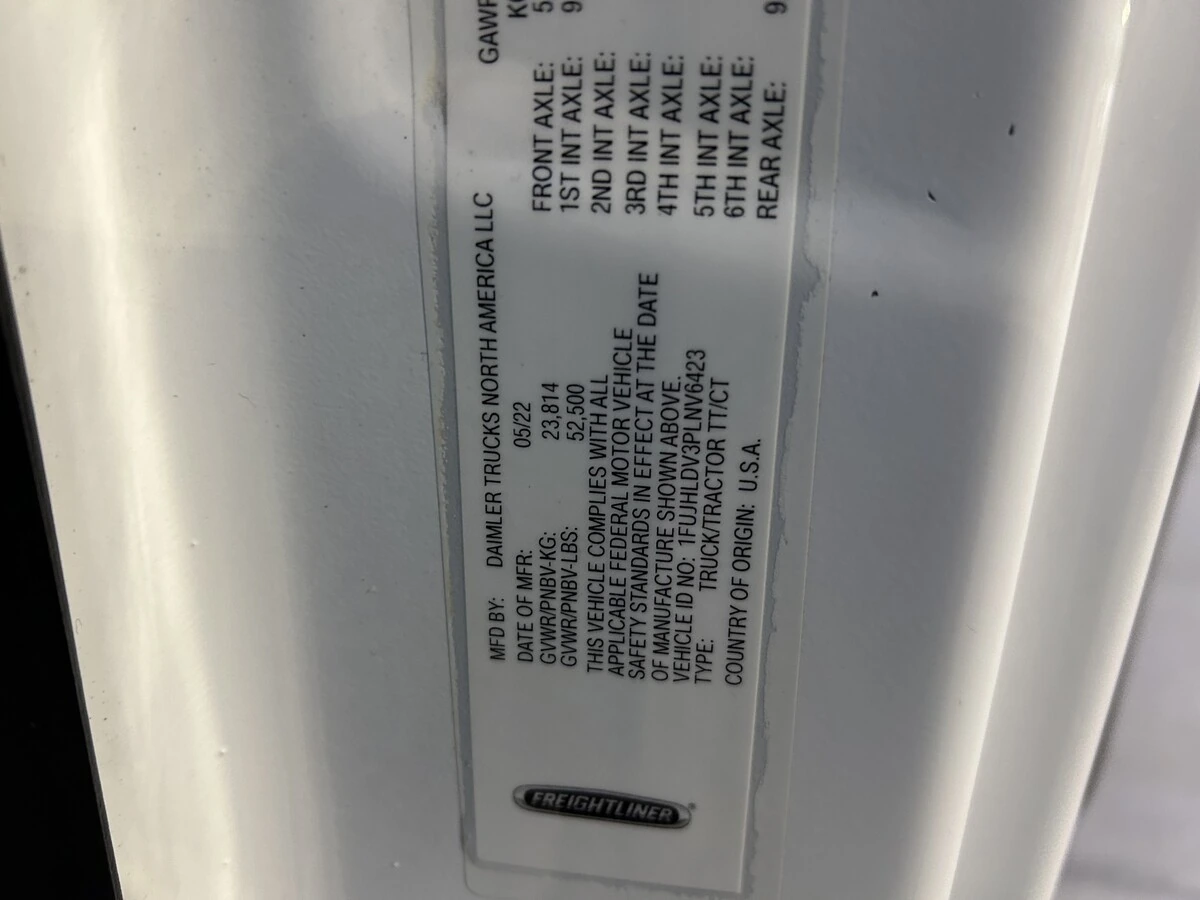 FREIGHTLINER
MFD BY: DAIMLER TRUCKS NORTH AMERICA LLC
DATE OF MFR: 05/22
GVWR/PNBV-KG: 23,814
GVWR/PNBV-LBS: 52,500
THIS VEHICLE COMPLIES WITH ALL
APPLICABLE FEDERAL MOTOR VEHICLE
SAFETY STANDARDS IN EFFECT AT THE DATE
OF MANUFACTURE SHOWN ABOVE.
VEHICLE ID NO: 1FUJHLDV3PLNV6423
TYPE: TRUCK/TRACTOR TT/CT
COUNTRY OF ORIGIN: U.S.A.
FRONT AXLE: 5
1ST INT AXLE: 9
2ND INT AXLE:
3RD INT AXLE:
4TH INT AXLE:
5TH INT AXLE:
6TH INT AXLE:
REAR AXLE: 9